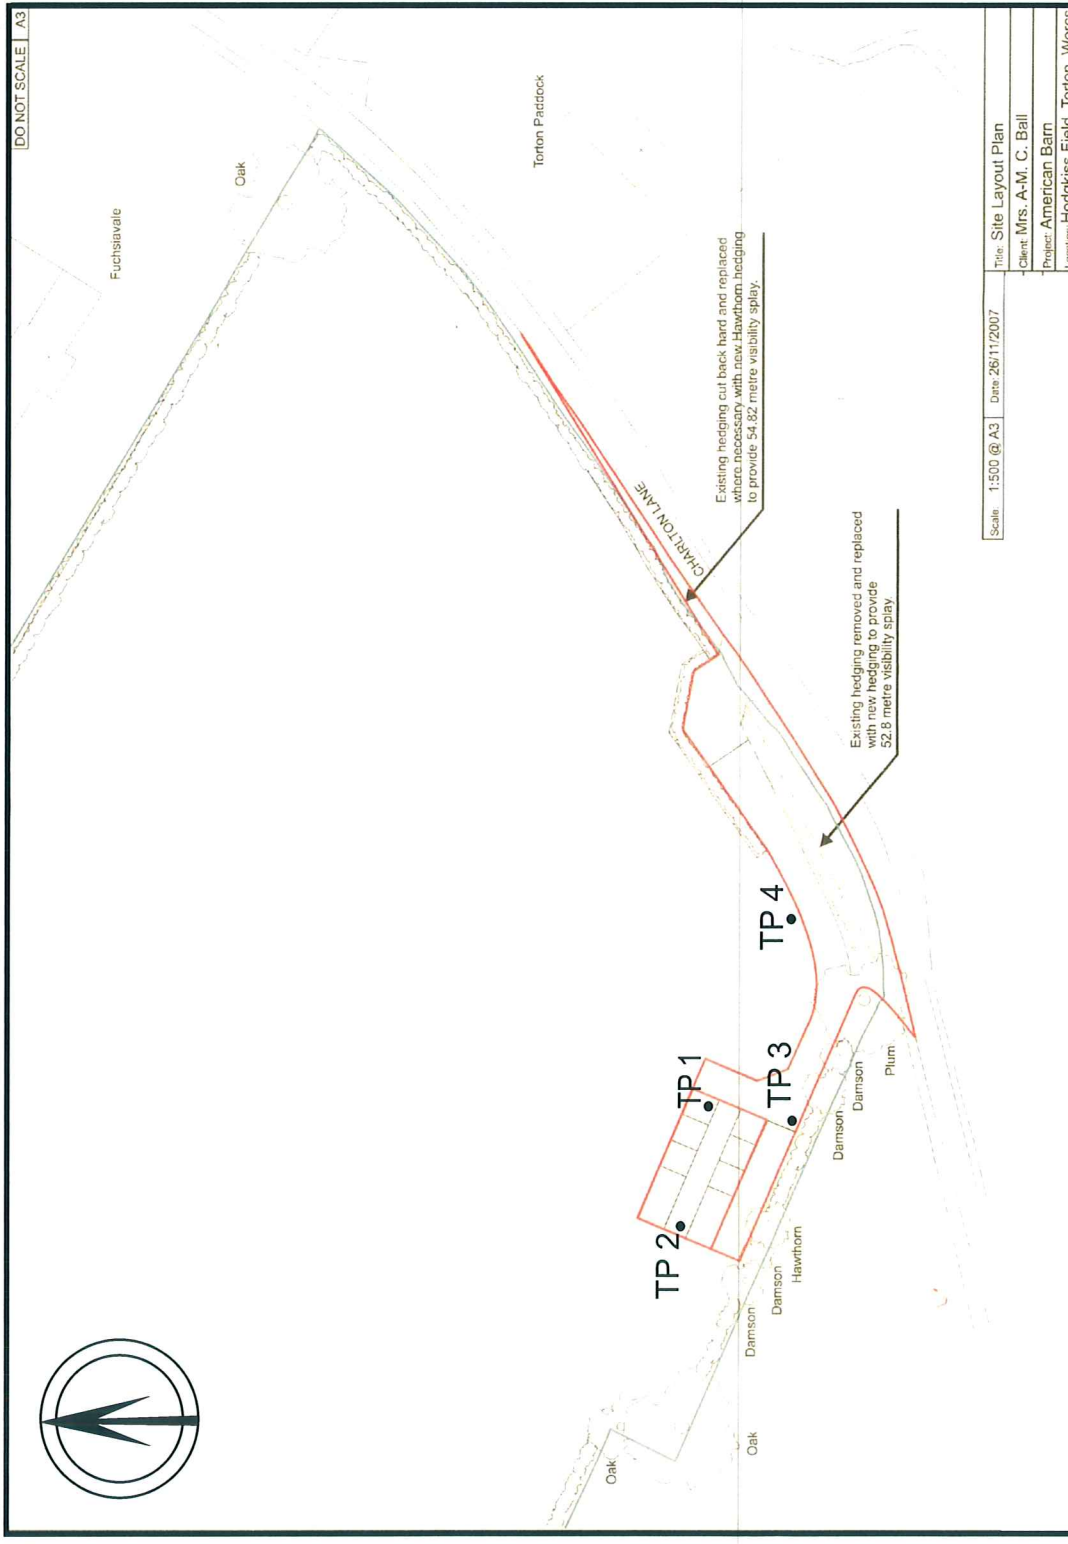 DO NOT SCALE A3
Fuchsiavale
Oak
Torton Paddock
Existing hedging cut back hard and replaced
where necessary with new Hawthorn hedging
to provide 54.82 metre visibility splay.
CHARLTON LANE
Existing hedging removed and replaced
with new hedging to provide
52.8 metre visibility splay.
TP 4
TP 1
TP 3
TP 2
Plum
Damson
Damson
Hawthorn
Damson
Damson
Oak
Oak
Scale: 1:500 @ A3 Date: 26/11/2007
Title: Site Layout Plan
Client: Mrs. A-M. C. Ball
Project: American Barn
Hodgkiss Field, Torton, Worcs